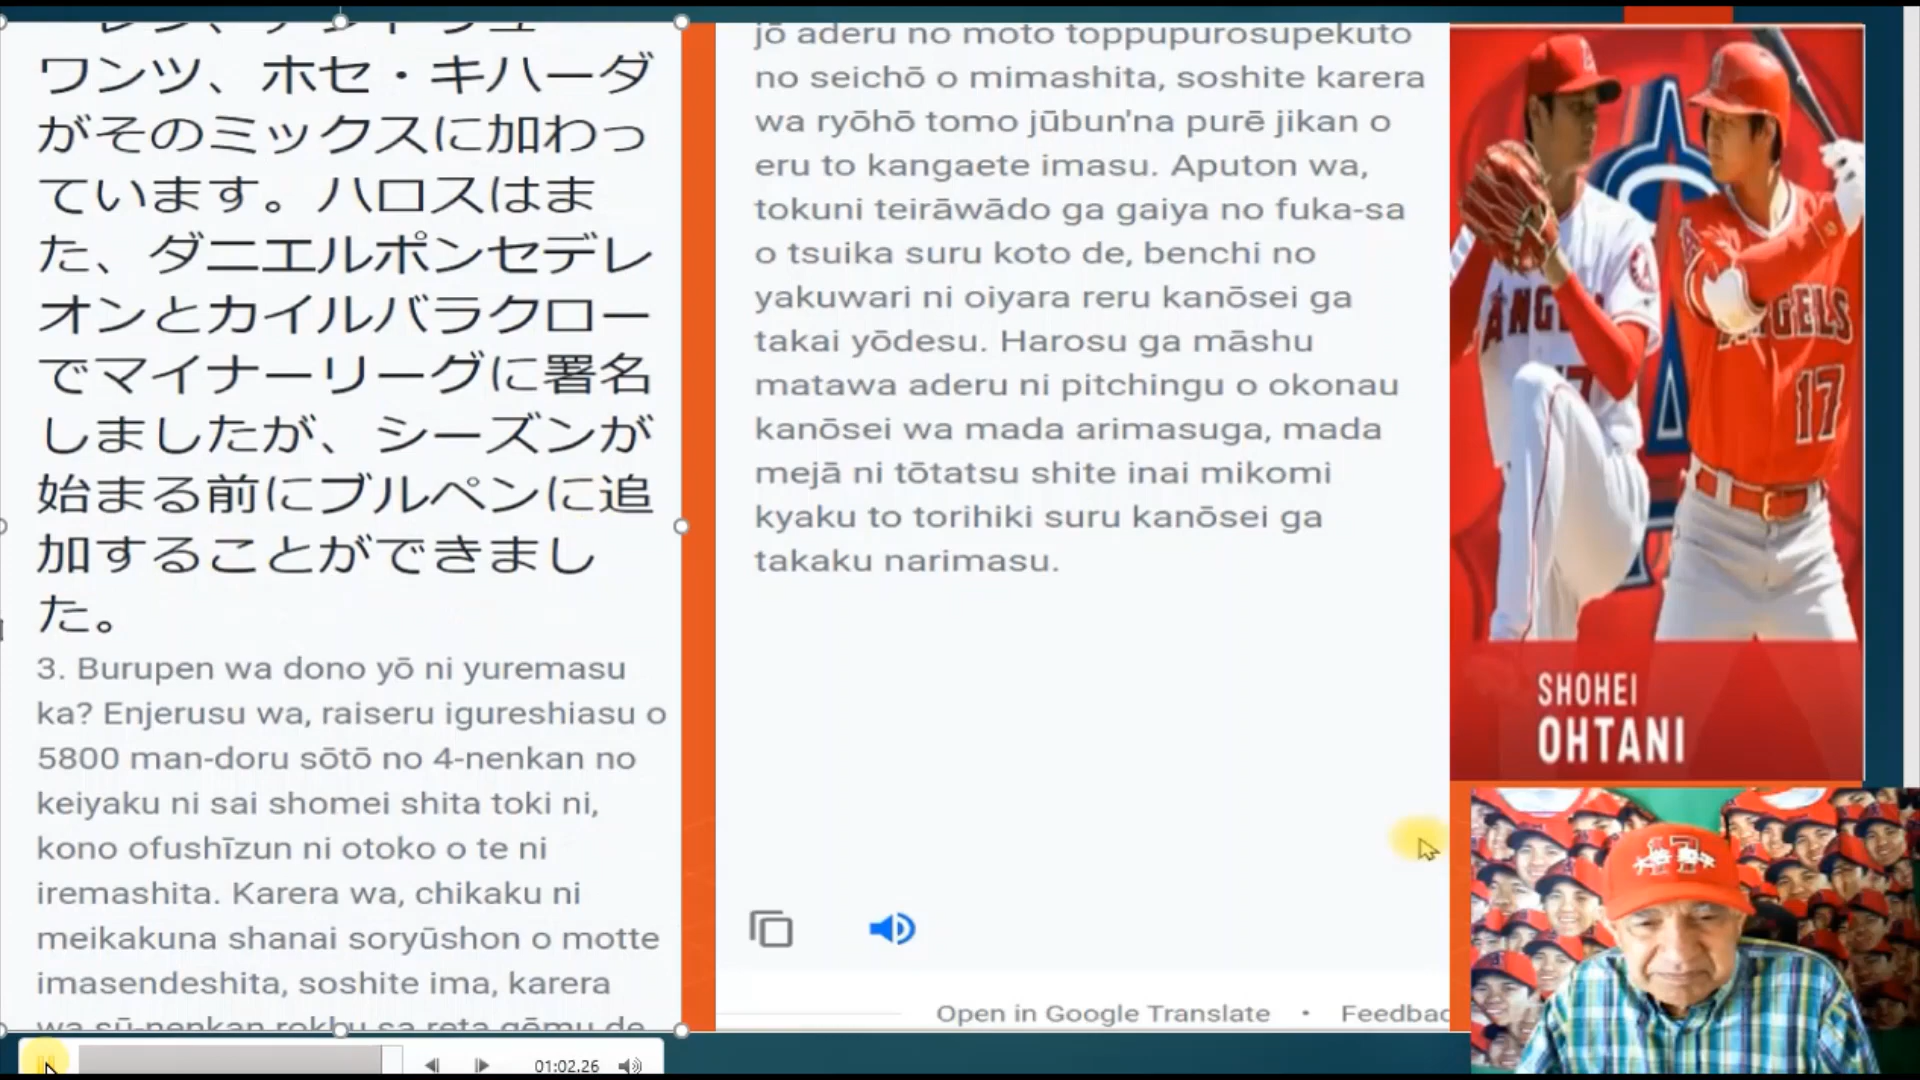 ワンツ、ホセ・キハーダ
がそのミックスに加わっ
ています。ハロスはま
た、ダニエルポンセデレ
オンとカイルバラクロー
でマイナーリーグに署名
しましたが、シーズンが
始まる前にブルペンに追
加することができまし
た。
3. Burupen wa dono yō ni yuremasu
ka? Enjerusu wa, raiseru igureshiasu o
5800 man-doru sōtō no 4-nenkan no
keiyaku ni sai shomei shita toki ni,
kono ofushīzun ni otoko o te ni
iremashita. Karera wa, chikaku ni
meikakuna shanai soryūshon o motte
imasendeshita, soshite ima, karera
jō aderu no moto toppupurosupekuto
no seichō o mimashita, soshite karera
wa ryōhō tomo jūbun'na purē jikan o
eru to kangaete imasu. Aputon wa,
tokuni teirāwādo ga gaiya no fuka-sa
o tsuika suru koto de, benchi no
yakuwari ni oiyara reru kanōsei ga
takai yōdesu. Harosu ga māshu
matawa aderu ni pitchingu o okonau
kanōsei wa mada arimasuga, mada
mejā ni tōtatsu shite inai mikomi
kyaku to torihiki suru kanōsei ga
takaku narimasu.
Open in Google Translate • Feedbac
ANGELS
17
SHOHEI
OHTANI
01:02.26